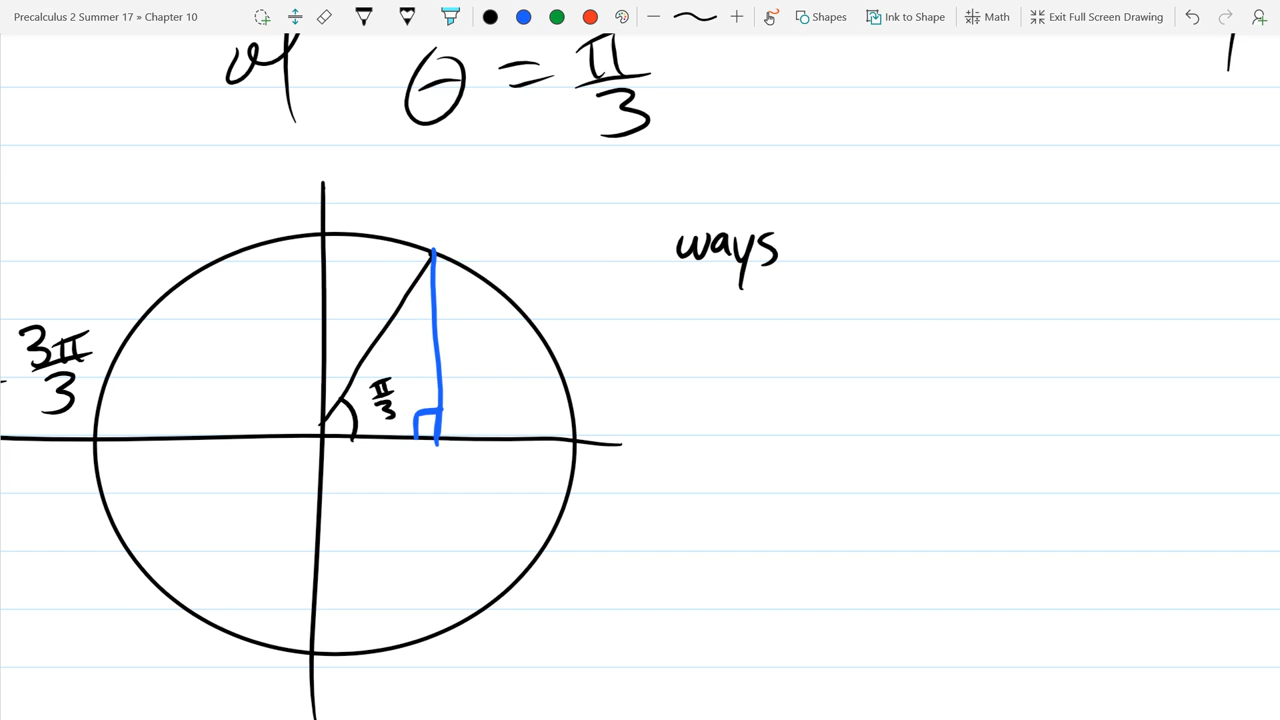 Precalculus 2 Summer 17 » Chapter 10
Shapes
Ink to Shape
Math
Exit Full Screen Drawing
of θ = π/3
ways
3π/3
π/3